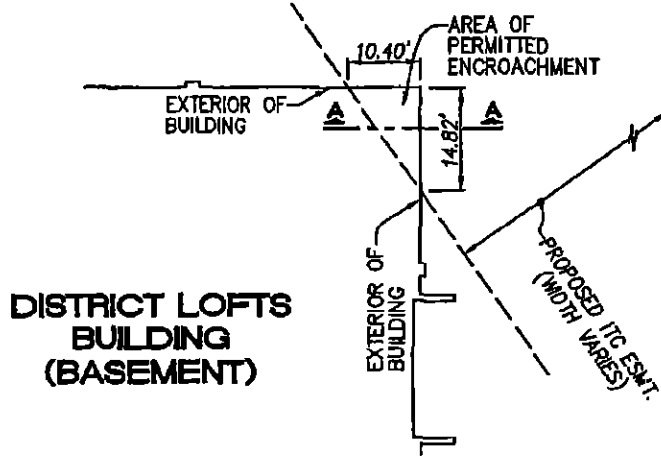 AREA OF
PERMITTED
ENCROACHMENT
10.40'
EXTERIOR OF
BUILDING
A
A
14.82'
EXTERIOR OF
BUILDING
PROPOSED ITC ESMT.
(WIDTH VARIES)
DISTRICT LOFTS
BUILDING
(BASEMENT)